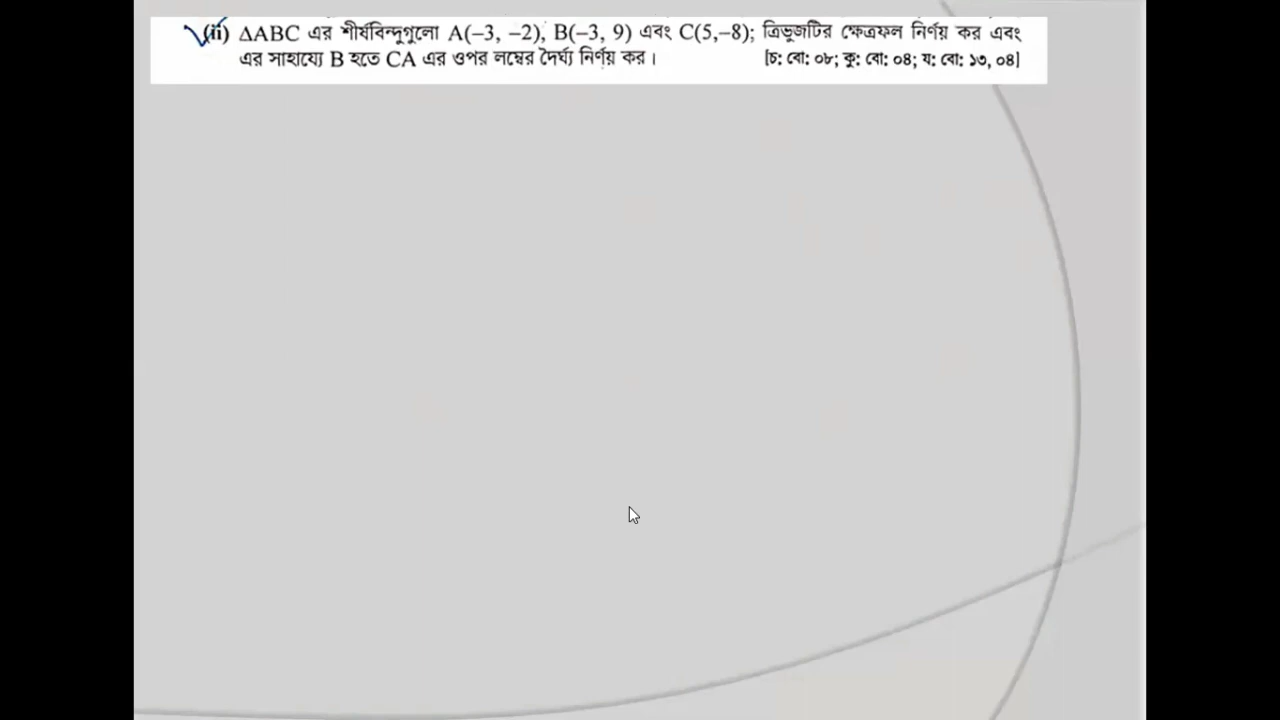 (ii) ΔABC এর শীর্ষবিন্দুগুলো A(−3, −2), B(−3, 9) এবং C(5,−8); ত্রিভুজটির ক্ষেত্রফল নির্ণয় কর এবং
এর সাহায্যে B হতে CA এর ওপর লম্বের দৈর্ঘ্য নির্ণয় কর। [চ: বো: ০৮; কু: বো: ০৪; য: বো: ১৩, ০৪]